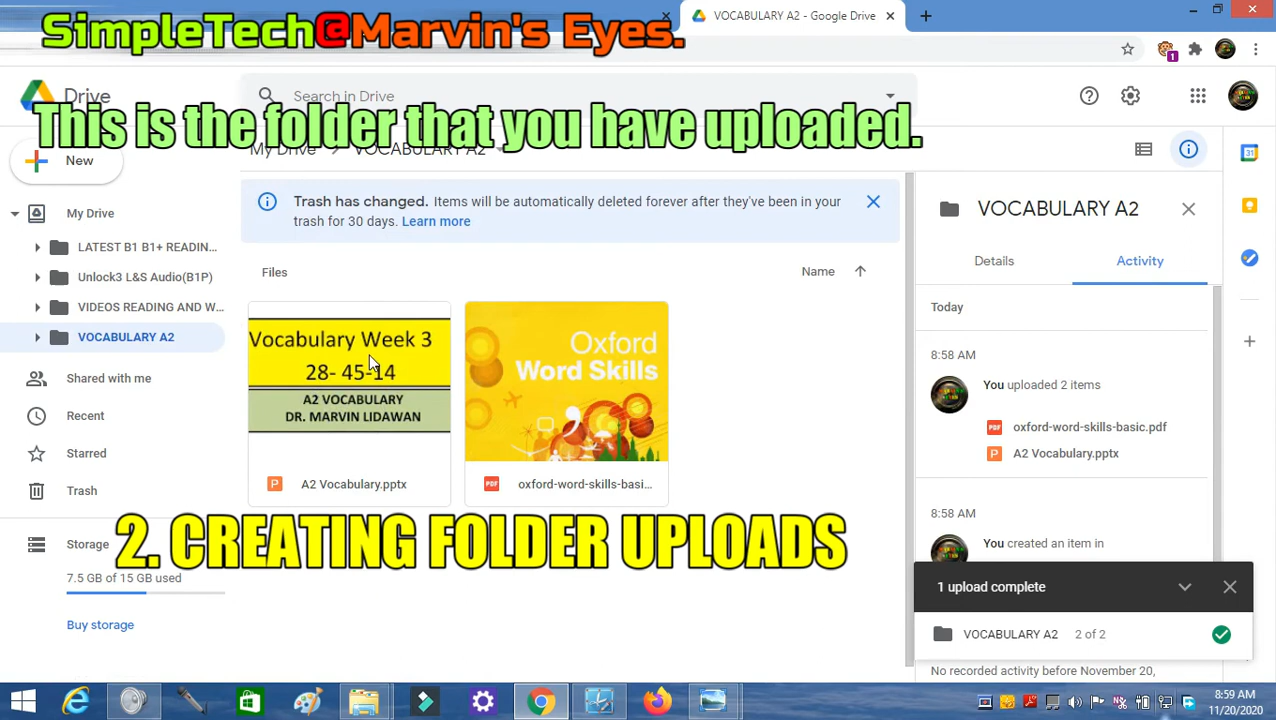 VOCABULARY A2 - Google Drive
SimpleTech@Marvin's Eyes.
1
Drive
Search in Drive
This is the folder that you have uploaded.
My Drive
VOCABULARY A2
31
New
Trash has changed. Items will be automatically deleted forever after they've been in your
trash for 30 days. Learn more
VOCABULARY A2
My Drive
LATEST B1 B1+ READIN...
Unlock3 L&S Audio(B1P)
VIDEOS READING AND W...
VOCABULARY A2
Shared with me
Recent
Starred
Trash
Storage
7.5 GB of 15 GB used
Buy storage
Files
Name
Vocabulary Week 3
28- 45-14
A2 VOCABULARY
DR. MARVIN LIDAWAN
P
A2 Vocabulary.pptx
Oxford
Word Skills
PDF
oxford-word-skills-basi...
2. CREATING FOLDER UPLOADS
Details
Activity
Today
8:58 AM
You uploaded 2 items
PDF
oxford-word-skills-basic.pdf
P
A2 Vocabulary.pptx
8:58 AM
You created an item in
1 upload complete
VOCABULARY A2 2 of 2
No recorded activity before November 20,
8:59 AM
11/20/2020